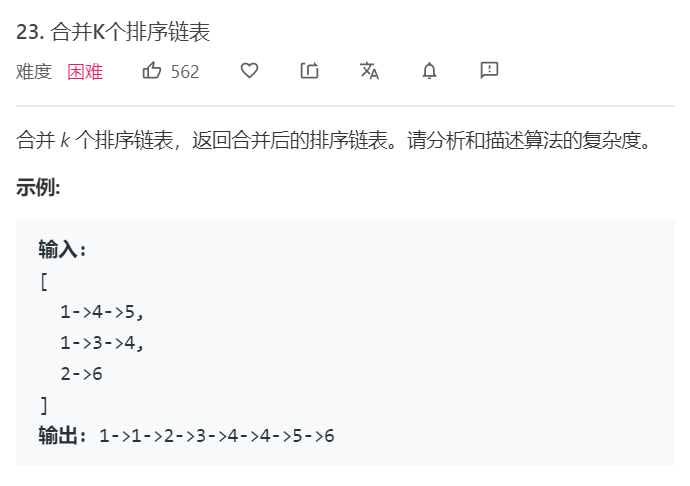 23. 合并K个排序链表
难度 困难 562
合并 k 个排序链表，返回合并后的排序链表。请分析和描述算法的复杂度。
示例:
输入:
[
  1->4->5,
  1->3->4,
  2->6
]
输出: 1->1->2->3->4->4->5->6